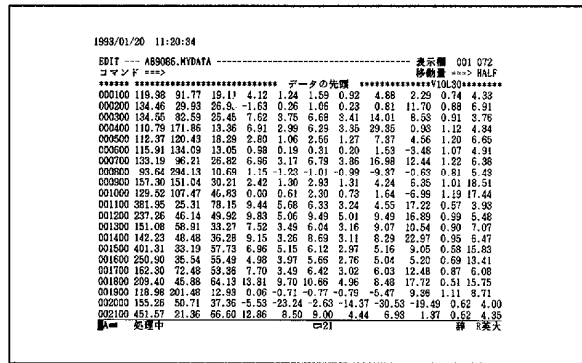 1993/01/20 11:20:34
EDIT --- A89086.MYDATA ---------------------------------------- 表示欄 001 072
コマンド ===> 移動量 ===> HALF
****** *************************** データの先頭 ***************V10L30*****
000100 119.98 91.77 19.11 4.12 1.24 1.59 0.92 4.88 2.29 0.74 4.33
000200 134.46 29.93 -1.63 0.26 1.06 0.23 0.81 11.70 0.88 6.91
000300 134.55 82.59 25.45 7.62 3.75 6.68 3.41 14.01 8.53 0.91 3.76
000400 110.79 171.86 13.36 6.91 2.99 6.29 3.35 29.35 0.93 1.12 4.84
000500 112.37 120.43 18.28 2.80 1.06 2.56 1.27 7.37 4.56 1.20 6.65
000600 115.91 134.09 13.05 0.98 0.19 0.31 0.20 1.53 -3.48 1.07 4.91
000700 133.19 96.21 26.82 6.96 3.17 6.79 3.86 16.98 12.44 1.22 6.38
000800 93.64 294.13 10.69 1.15 -1.23 -1.01 -0.99 -9.37 -0.63 0.81 5.43
000900 157.30 151.04 30.21 2.42 1.30 2.93 1.31 4.24 6.35 1.01 18.51
001000 129.52 107.47 46.83 0.00 0.61 2.30 0.73 1.64 -6.99 1.19 17.44
001100 381.95 25.31 78.15 9.44 5.68 6.33 3.24 4.55 17.22 0.57 3.93
001200 237.26 46.14 49.92 9.83 5.06 9.49 5.01 9.49 16.89 0.99 5.48
001300 151.08 58.91 33.27 7.52 3.49 6.04 3.16 9.07 10.54 0.90 7.07
001400 142.23 48.48 36.28 9.15 3.26 8.69 3.11 8.29 22.97 0.95 6.47
001500 401.31 33.19 57.73 6.96 5.15 12.62 2.97 5.16 9.05 0.58 15.83
001600 250.90 35.54 55.49 4.98 3.97 5.66 2.76 5.04 5.20 0.69 13.41
001700 162.30 72.48 53.36 7.70 3.49 6.42 3.02 6.03 12.48 0.87 6.08
001800 209.40 45.88 64.13 13.81 9.70 10.66 4.96 8.48 17.72 0.51 15.75
001900 118.98 201.48 12.93 0.06 -0.71 -0.77 -0.79 -5.47 9.36 1.11 8.71
002000 155.26 50.71 37.36 -5.53 -23.24 -2.63 -14.37 -30.53 -19.49 0.62 4.00
002100 451.57 21.36 66.60 12.86 8.50 9.00 4.44 6.93 1.37 0.62 4.35
A 処理中 21 R英大